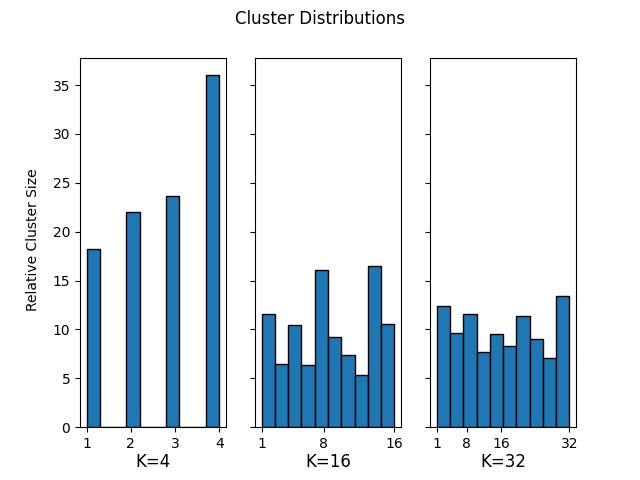 Cluster Distributions
Relative Cluster Size
35
30
25
20
15
10
5
0
1 2 3 4
K=4
1 8 16
K=16
1 8 16 32
K=32